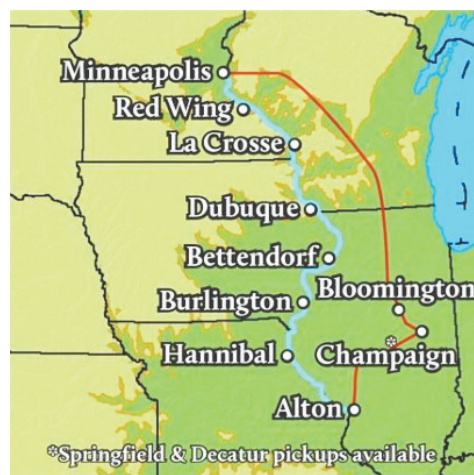 Minneapolis
Red Wing
La Crosse
Dubuque
Bettendorf
Bloomington
Burlington
*
Champaign
Hannibal
Alton
*Springfield & Decatur pickups available